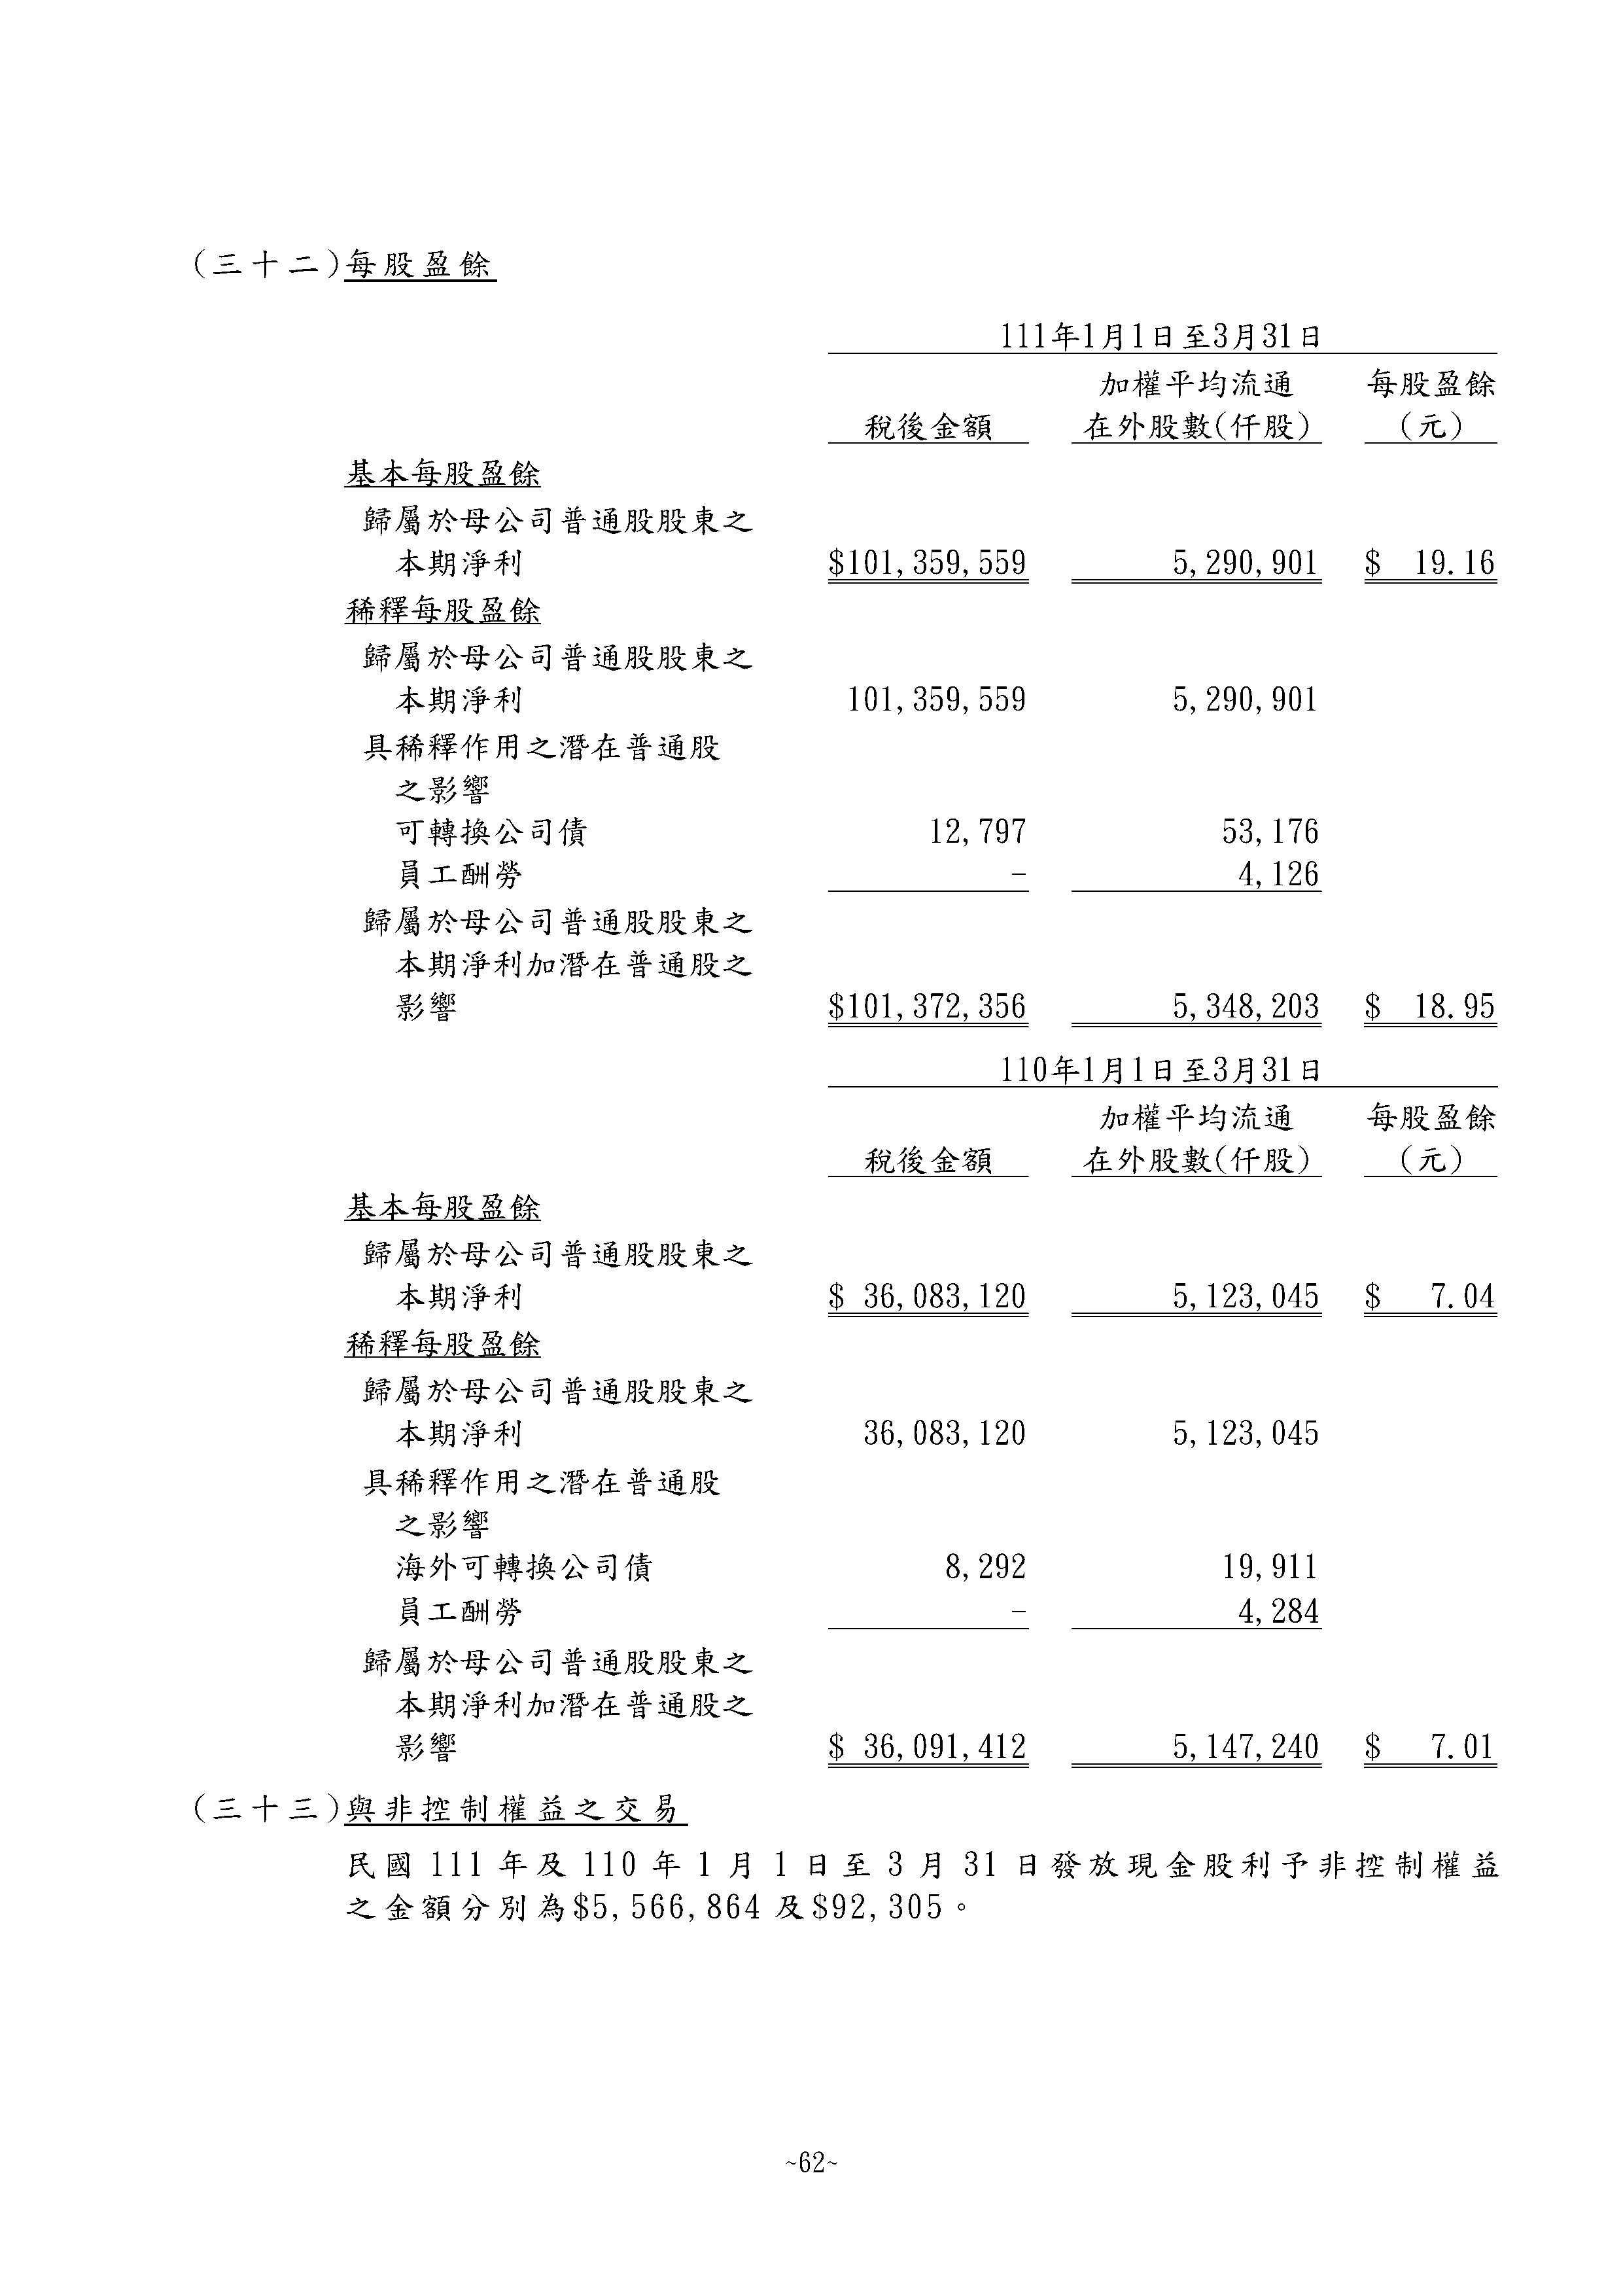 (三十二)每股盈餘
111年1月1日至3月31日
加權平均流通 每股盈餘
稅後金額 在外股數(仟股) (元)
基本每股盈餘
歸屬於母公司普通股股東之
本期淨利 $101,359,559 5,290,901 $ 19.16
稀釋每股盈餘
歸屬於母公司普通股股東之
本期淨利 101,359,559 5,290,901
具稀釋作用之潛在普通股
之影響
可轉換公司債 12,797 53,176
員工酬勞 - 4,126
歸屬於母公司普通股股東之
本期淨利加潛在普通股之
影響 $101,372,356 5,348,203 $ 18.95
110年1月1日至3月31日
加權平均流通 每股盈餘
稅後金額 在外股數(仟股) (元)
基本每股盈餘
歸屬於母公司普通股股東之
本期淨利 $ 36,083,120 5,123,045 $ 7.04
稀釋每股盈餘
歸屬於母公司普通股股東之
本期淨利 36,083,120 5,123,045
具稀釋作用之潛在普通股
之影響
海外可轉換公司債 8,292 19,911
員工酬勞 - 4,284
歸屬於母公司普通股股東之
本期淨利加潛在普通股之
影響 $ 36,091,412 5,147,240 $ 7.01
(三十三)與非控制權益之交易
民國 111 年及 110 年 1 月 1 日至 3 月 31 日發放現金股利予非控制權益
之金額分別為$5,566,864 及$92,305。
~62~